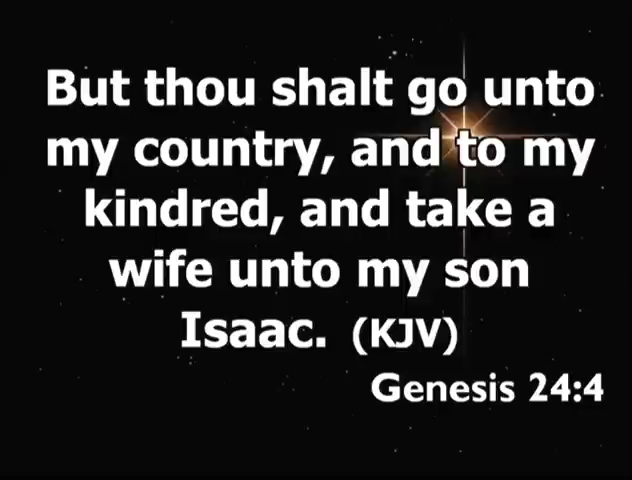 But thou shalt go unto
my country, and to my
kindred, and take a
wife unto my son
Isaac. (KJV)
Genesis 24:4